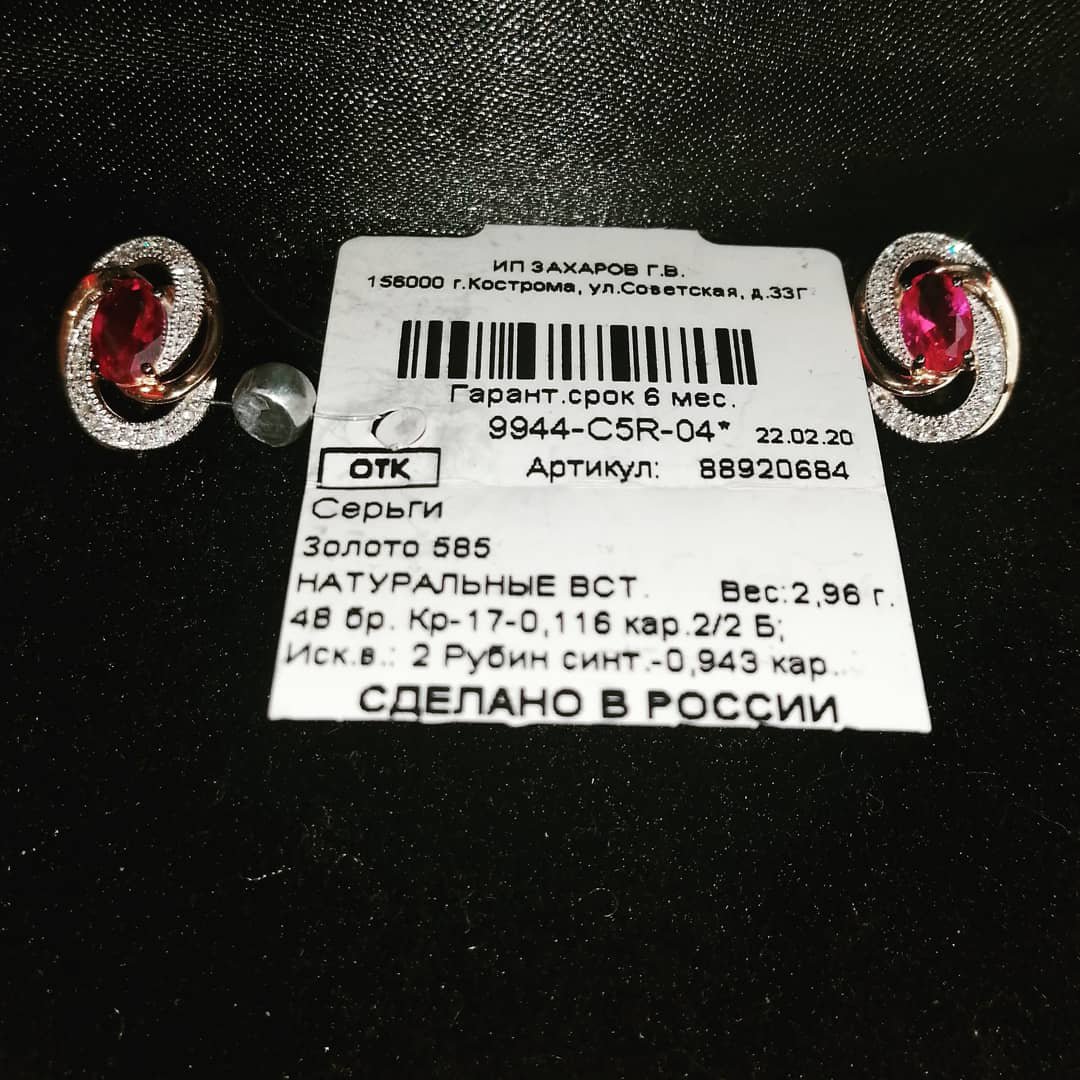 ИП ЗАХАРОВ Г.В.
156000 г.Кострома, ул.Советская, д.33Г
Гарант.срок 6 мес.
9944-С5R-04* 22.02.20
ОТК Артикул: 88920684
Серьги
Золото 585
НАТУРАЛЬНЫЕ ВСТ. Вес:2,96 г.
48 бр. Кр-17-0,116 кар.2/2 Б;
Иск.в.: 2 Рубин синт.-0,943 кар..
СДЕЛАНО В РОССИИ